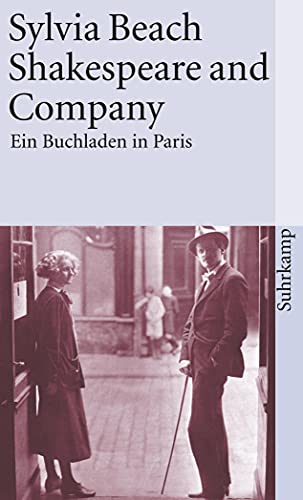 Sylvia Beach
Shakespeare and
Company
Ein Buchladen in Paris
Suhrkamp